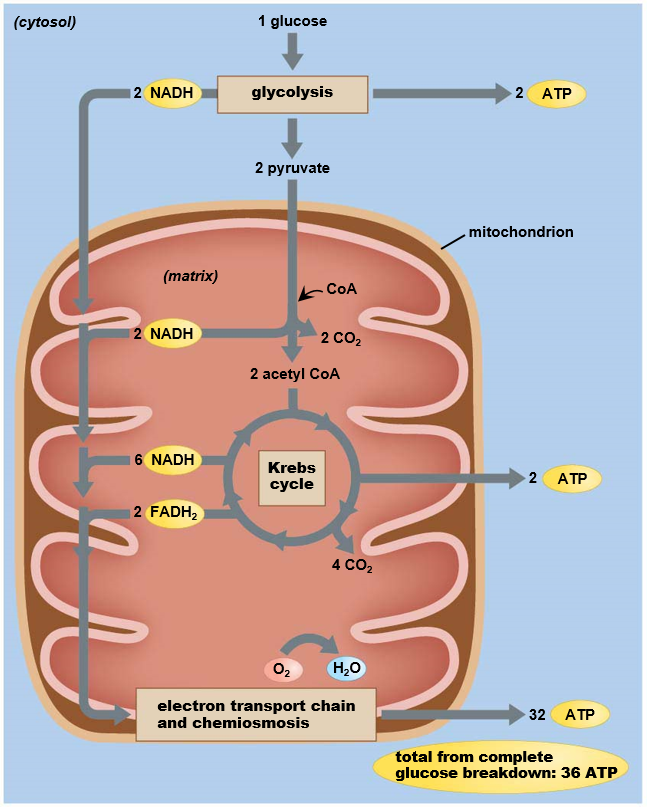 (cytosol)
1 glucose
2 NADH
glycolysis
2 ATP
2 pyruvate
mitochondrion
(matrix)
CoA
2 NADH
2 CO₂
2 acetyl CoA
6 NADH
Krebs
cycle
2 ATP
2 FADH₂
4 CO₂
O₂
H₂O
electron transport chain
and chemiosmosis
32 ATP
total from complete
glucose breakdown: 36 ATP